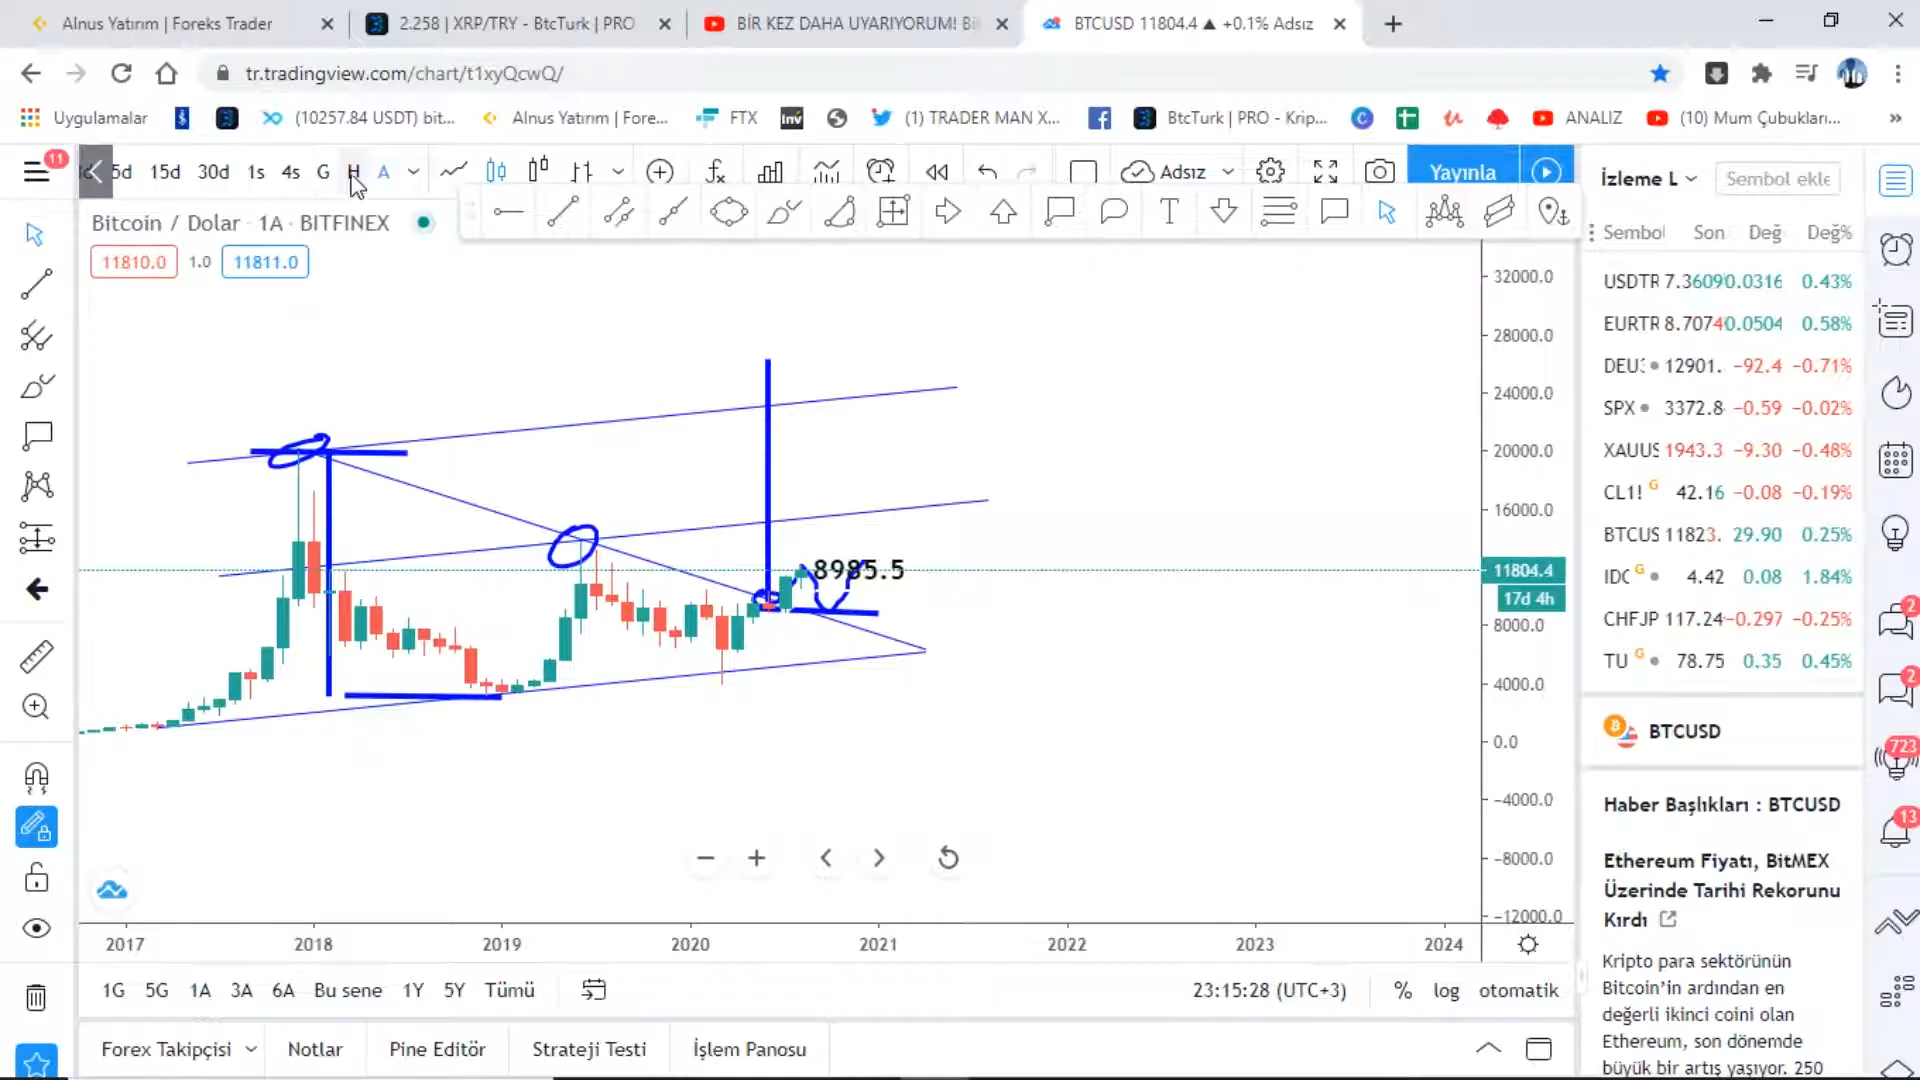 Alnus Yatırım | Foreks Trader
2.258 | XRP/TRY - BtcTurk | PRO
BİR KEZ DAHA UYARIYORUM! Bi
BTCUSD 11804.4 ▲ +0.1% Adsız
tr.tradingview.com/chart/t1xyQcwQ/
Uygulamalar
(10257.84 USDT) bit...
Alnus Yatırım | Fore...
FTX
Inv
(1) TRADER MAN X...
BtcTurk | PRO - Krip...
ANALIZ
(10) Mum Çubukları...
»
11
5d 15d 30d 1s 4s G H A
Adsız
Yayınla
İzleme L
Sembol ekle
Bitcoin / Dolar · 1A · BITFINEX
11810.0 1.0 11811.0
Sembol Son Değ Değ%
USDTR 7.36090 0.0316 0.43%
EURTR 8.7074 0.0504 0.58%
DEU: 12901. −92.4 −0.71%
SPX 3372.8 −0.59 −0.02%
XAUUS 1943.3 −9.30 −0.48%
CL1! G 42.16 −0.08 −0.19%
BTCUS 11823. 29.90 0.25%
G 4.42 0.08 1.84%
CHFJP 117.24 −0.297 −0.25%
TU G 78.75 0.35 0.45%
32000.0
28000.0
24000.0
20000.0
16000.0
11804.4
17d 4h
8000.0
4000.0
0.0
−4000.0
−8000.0
−12000.0
8985.5
2017 2018 2019 2020 2021 2022 2023 2024
2
2
723
13
BTCUSD
Haber Başlıkları : BTCUSD
Ethereum Fiyatı, BitMEX
Üzerinde Tarihi Rekorunu
Kırdı
Kripto para sektörünün
Bitcoin'in ardından en
değerli ikinci coini olan
Ethereum, son dönemde
büyük bir artış yaşıyor. 250
1G 5G 1A 3A 6A Bu sene 1Y 5Y Tümü
23:15:28 (UTC+3) % log otomatik
Forex Takipçisi Notlar Pine Editör Strateji Testi İşlem Panosu